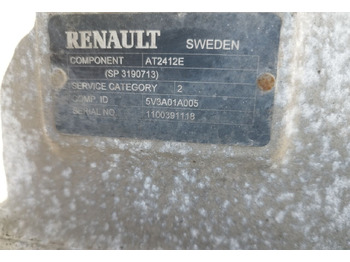 RENAULT SWEDEN
COMPONENT AT2412E
(SP 3190713)
SERVICE CATEGORY 2
COMP. ID 5V3A01A005
SERIAL NO 1100391118